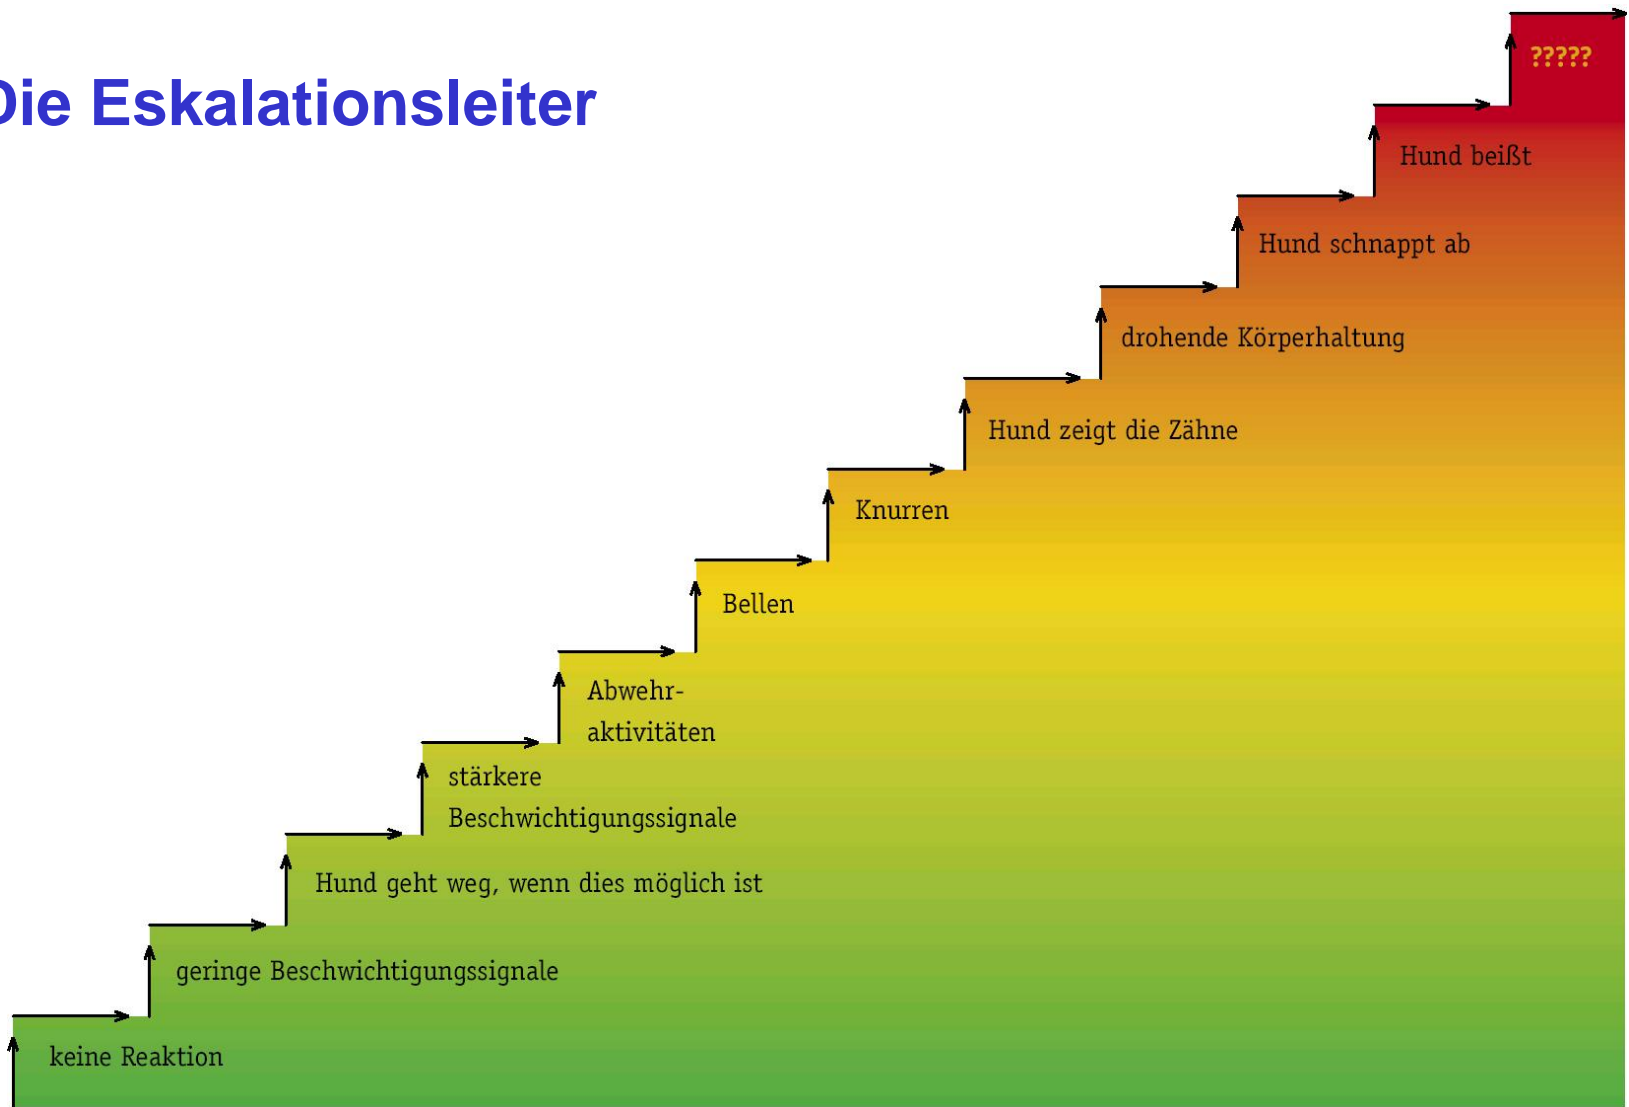 Die Eskalationsleiter
?????
Hund beißt
Hund schnappt ab
drohende Körperhaltung
Hund zeigt die Zähne
Knurren
Bellen
Abwehr-
aktivitäten
stärkere
Beschwichtigungssignale
Hund geht weg, wenn dies möglich ist
geringe Beschwichtigungssignale
keine Reaktion